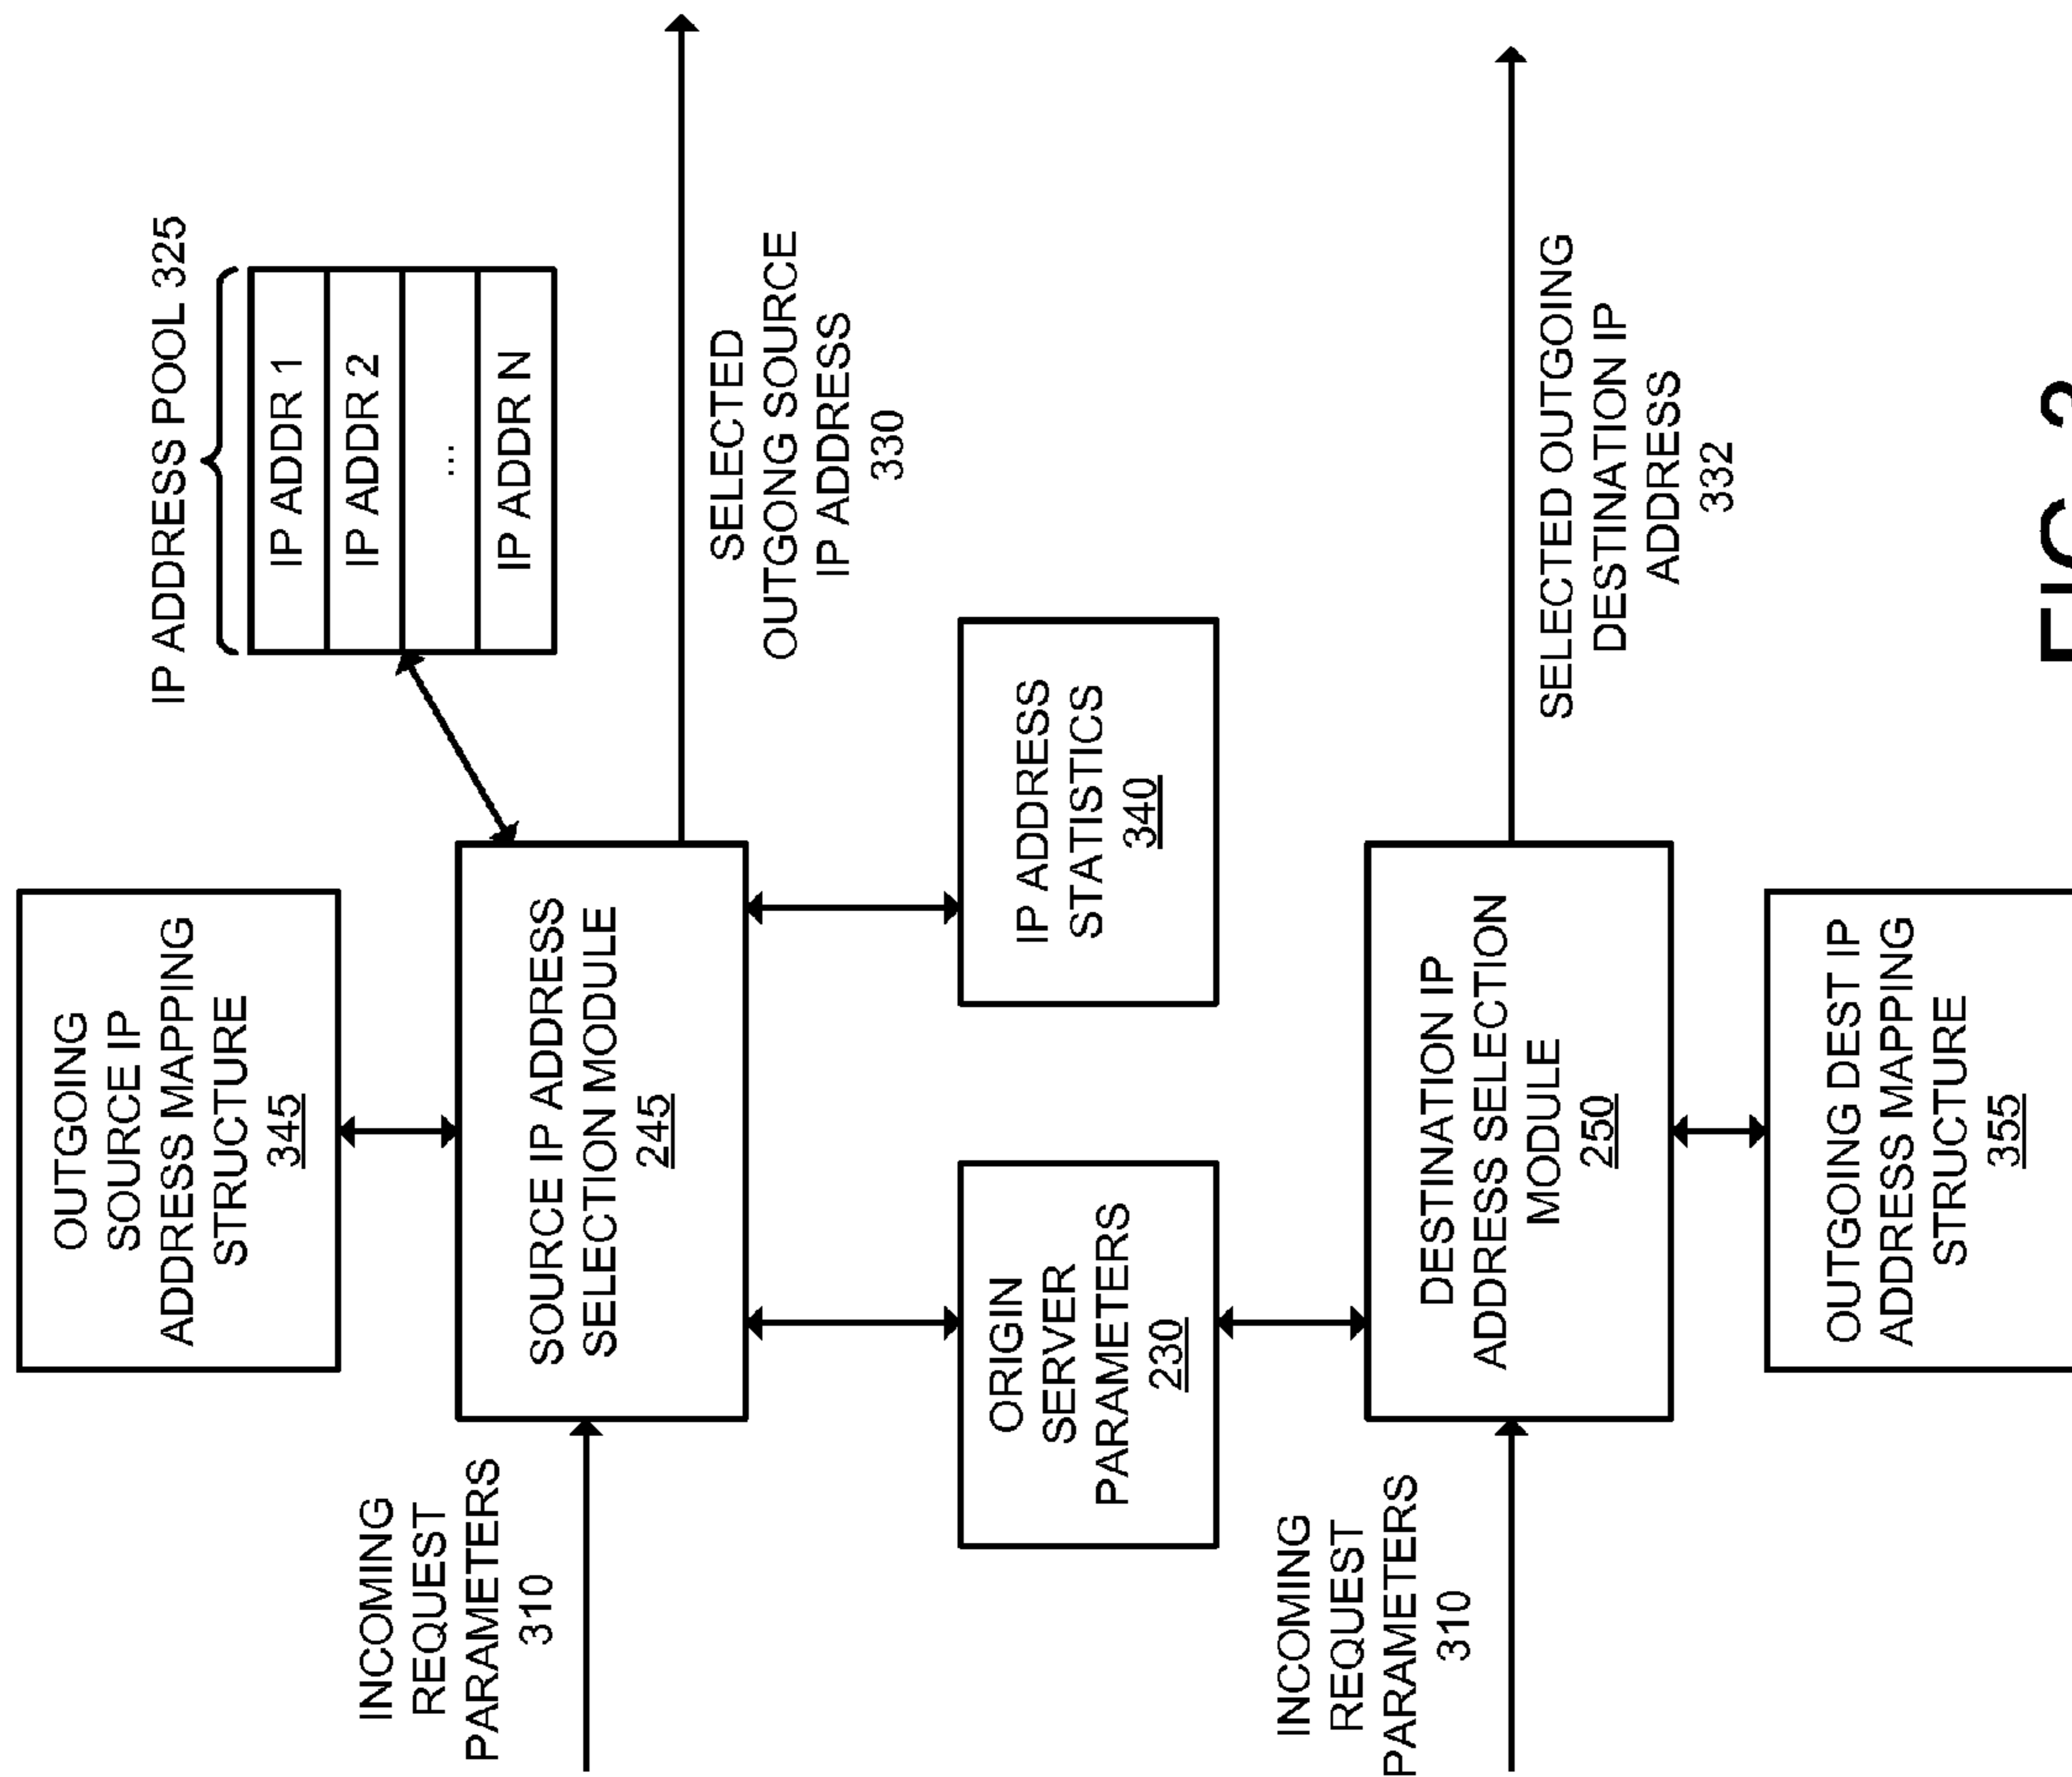 OUTGOING
SOURCE IP
ADDRESS MAPPING
STRUCTURE
345
IP ADDRESS POOL 325
IP ADDR 1
IP ADDR 2
...
IP ADDR N
INCOMING
REQUEST
PARAMETERS
310
SOURCE IP ADDRESS
SELECTION MODULE
245
SELECTED
OUTGONG SOURCE
IP ADDRESS
330
ORIGIN
SERVER
PARAMETERS
230
IP ADDRESS
STATISTICS
340
INCOMING
REQUEST
PARAMETERS
310
DESTINATION IP
ADDRESS SELECTION
MODULE
250
SELECTED OUTGOING
DESTINATION IP
ADDRESS
332
OUTGOING DEST IP
ADDRESS MAPPING
STRUCTURE
355